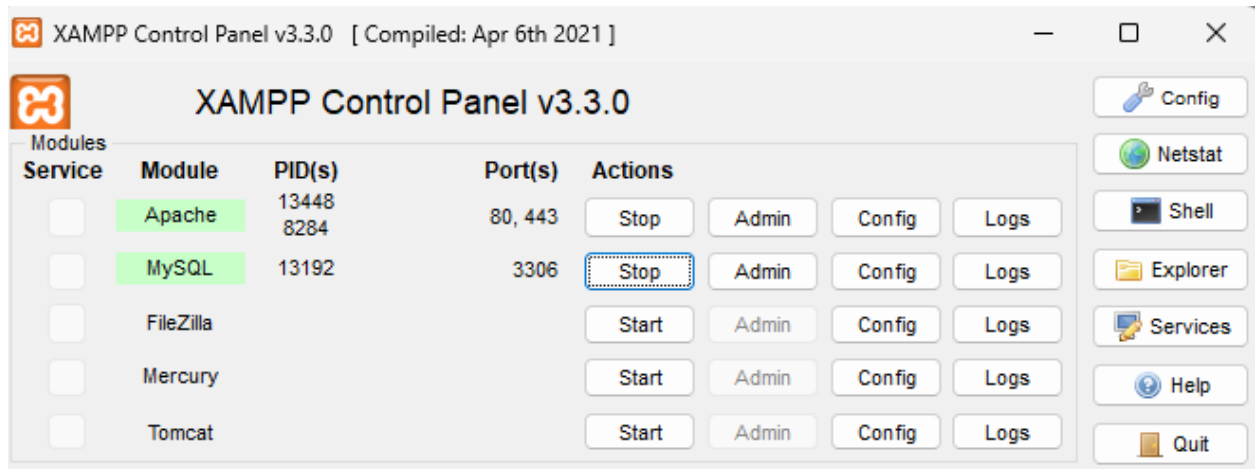 XAMPP Control Panel v3.3.0 [ Compiled: Apr 6th 2021 ]
XAMPP Control Panel v3.3.0
Modules
Service Module PID(s) Port(s) Actions
Apache 13448 8284 80, 443 Stop Admin Config Logs
MySQL 13192 3306 Stop Admin Config Logs
FileZilla Start Admin Config Logs
Mercury Start Admin Config Logs
Tomcat Start Admin Config Logs
Config
Netstat
Shell
Explorer
Services
Help
Quit